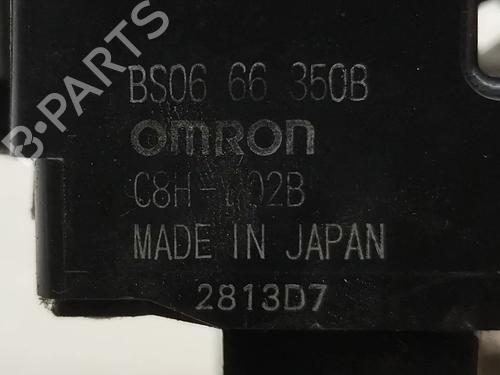 BS06 66 350B
omron
MADE IN JAPAN
2813D7
B-PARTS